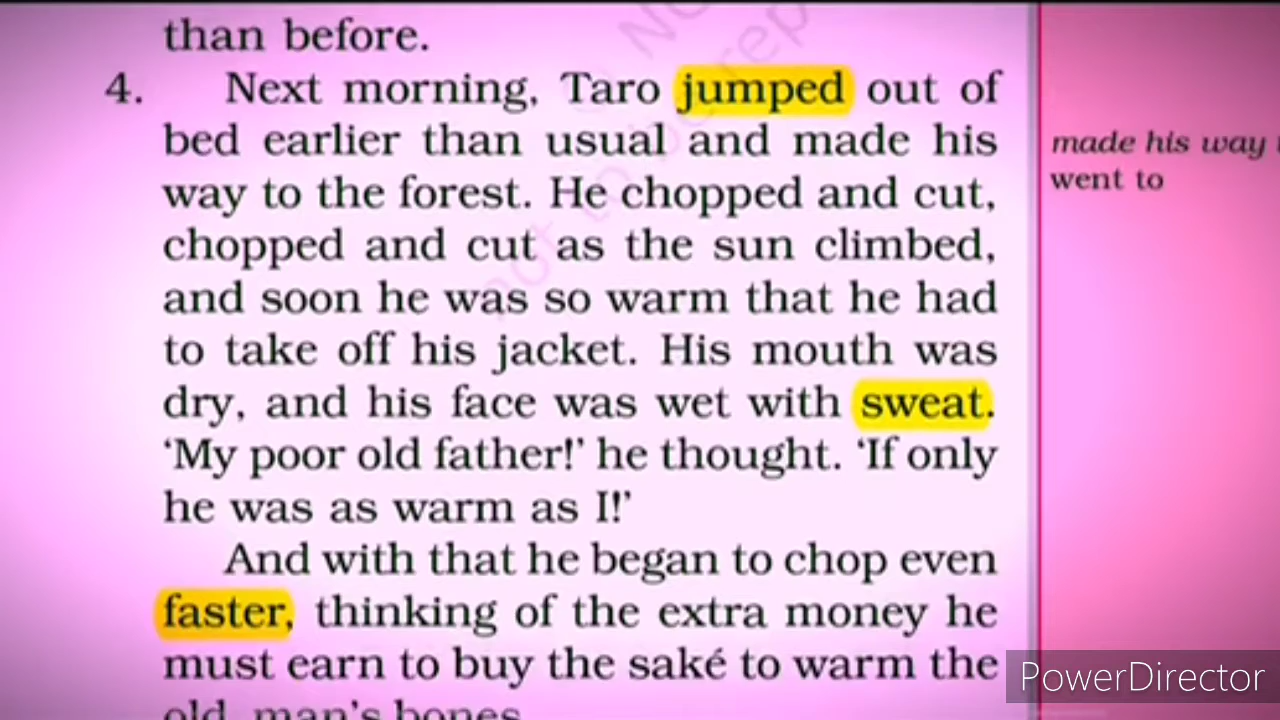 than before.
4. Next morning, Taro jumped out of
bed earlier than usual and made his
way to the forest. He chopped and cut,
chopped and cut as the sun climbed,
and soon he was so warm that he had
to take off his jacket. His mouth was
dry, and his face was wet with sweat.
‘My poor old father!’ he thought. ‘If only
he was as warm as I!’
And with that he began to chop even
faster, thinking of the extra money he
must earn to buy the saké to warm the
old man's bones
made his way
went to
PowerDirector